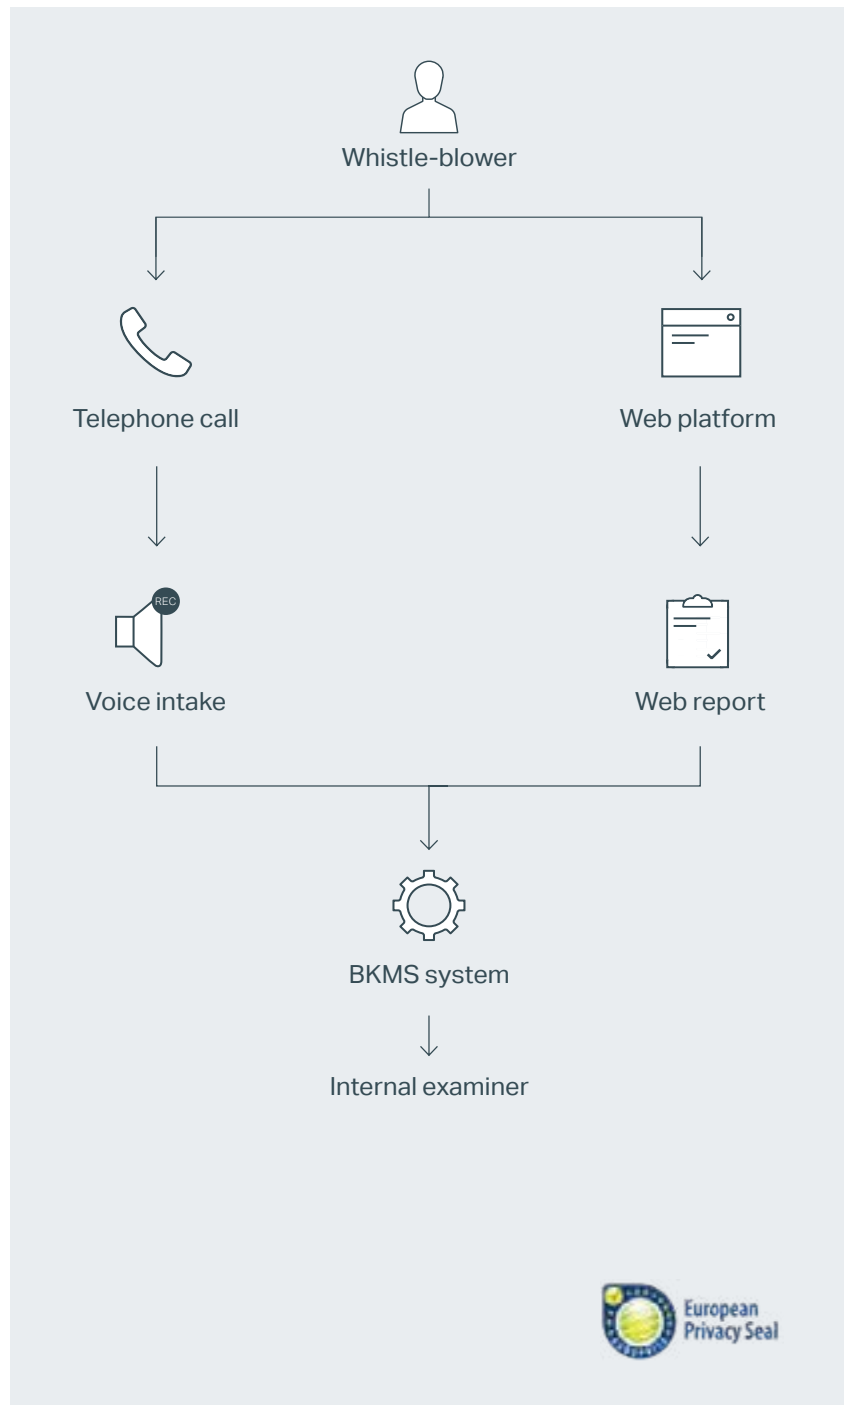 Whistle-blower
Telephone call
Web platform
REC
Voice intake
Web report
BKMS system
Internal examiner
European
Privacy Seal